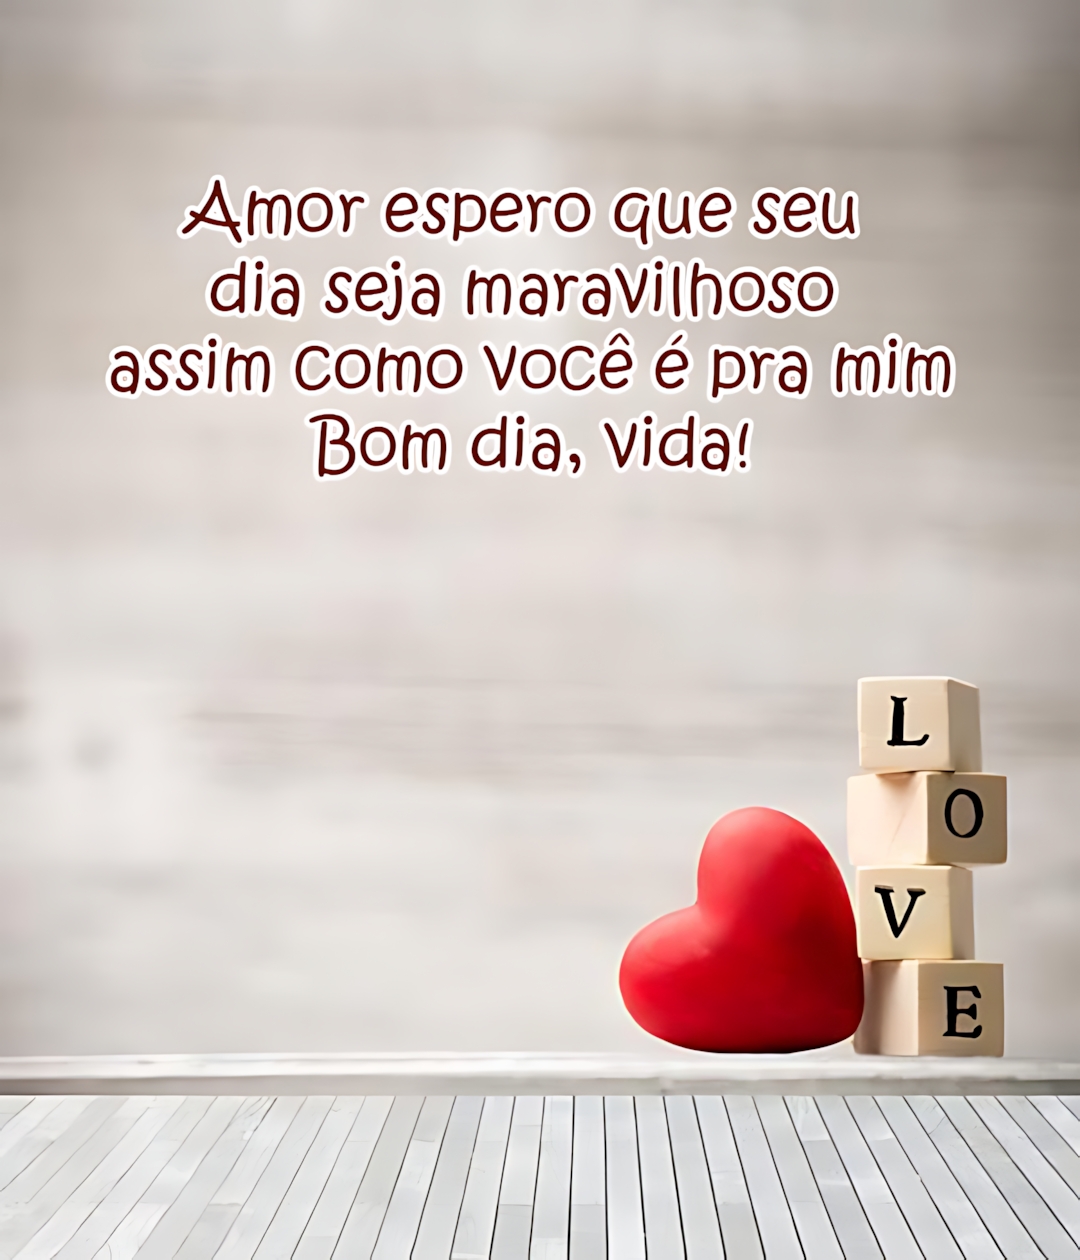 Amor espero que seu
dia seja maravilhoso
assim como você é pra mim
Bom dia, vida!
L
O
V
E